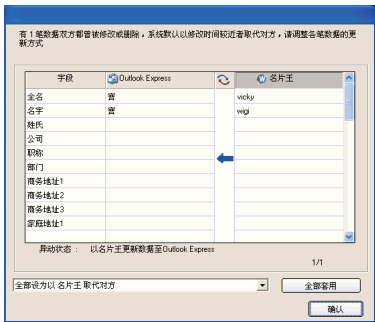 有 1 笔数据双方都曾被修改或删除，系统默认以修改时间较近者取代对方，请调整各笔数据的更
新方式
字段 Outlook Express 名片王
全名 寶 vicky
名字 寶 wigi
姓氏
公司
职称
部门
商务地址1
商务地址2
商务地址3
家庭地址1
异动状态： 以名片王更新数据至Outlook Express
1/1
全部设为以 名片王 取代对方 全部套用
确认